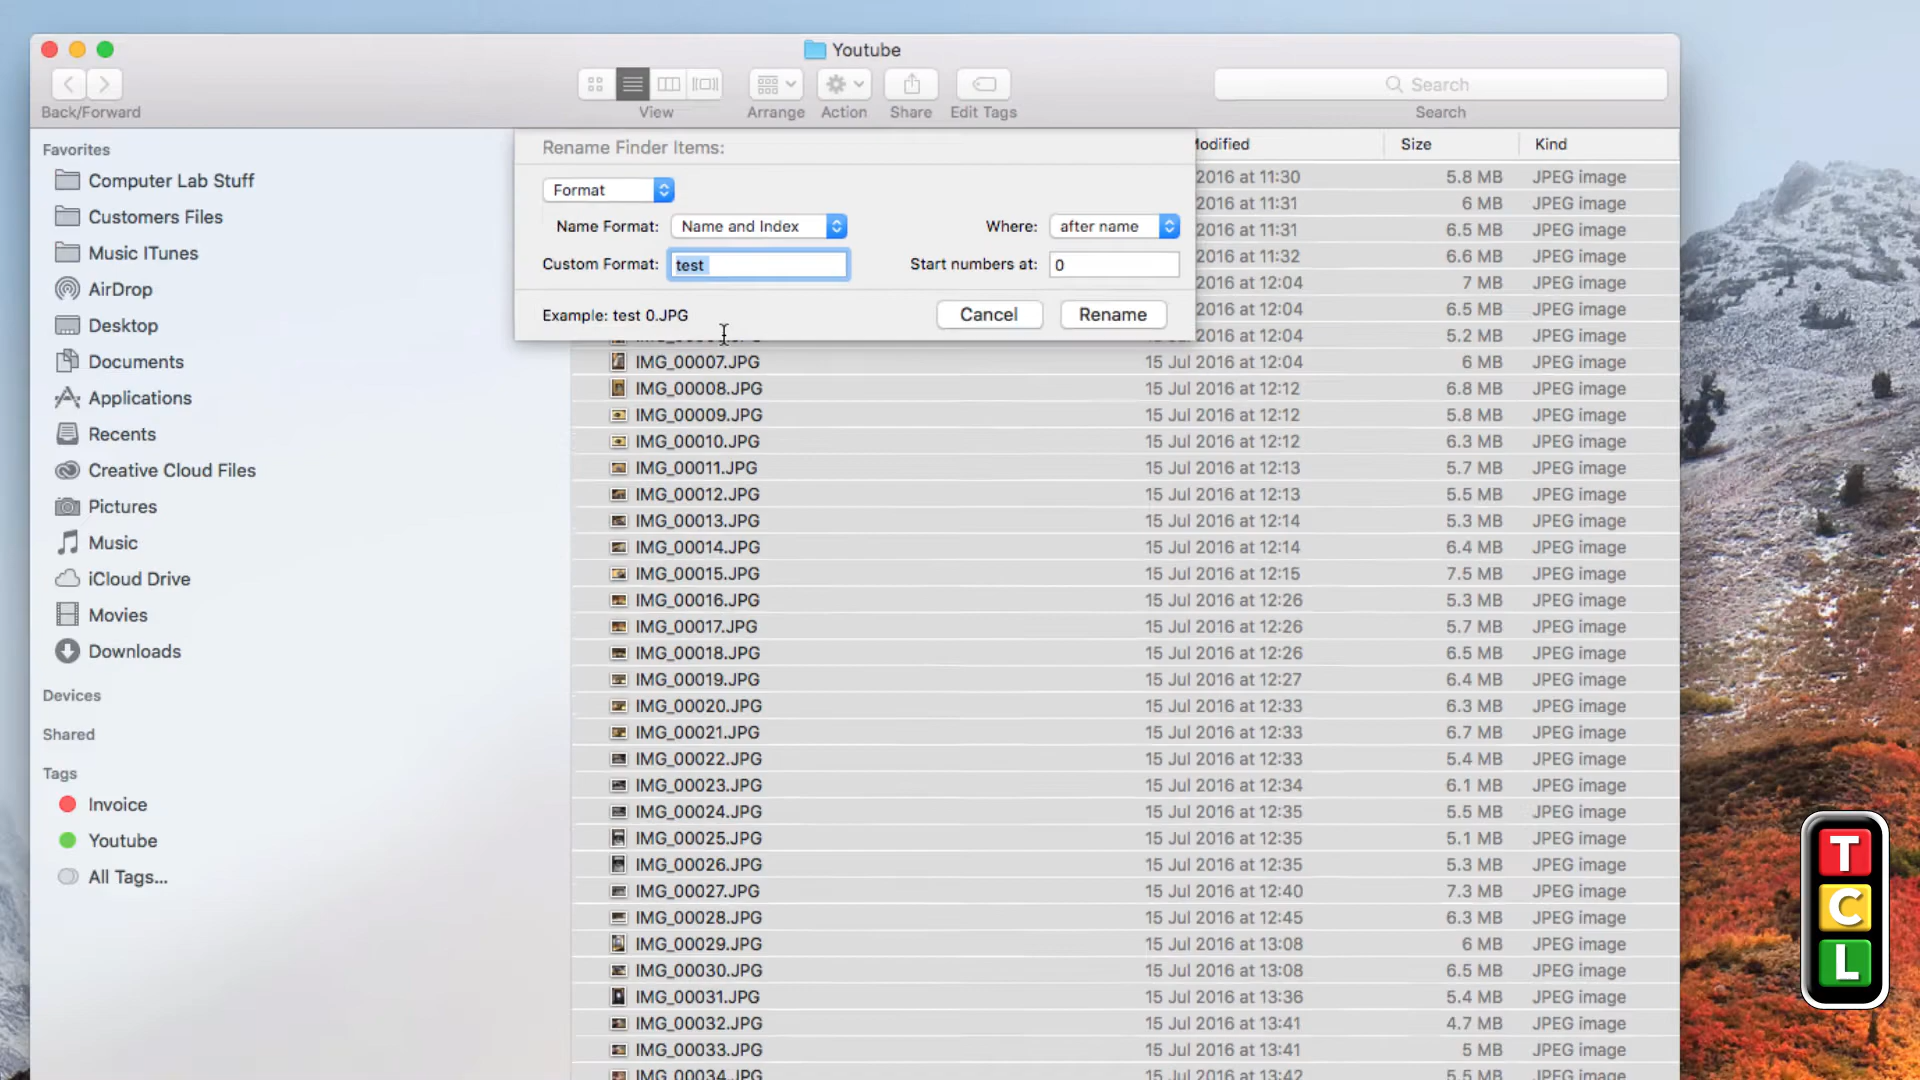 Youtube
Back/Forward
View
Arrange
Action
Share
Edit Tags
Search
Search
Favorites
Computer Lab Stuff
Customers Files
Music ITunes
AirDrop
Desktop
Documents
Applications
Recents
Creative Cloud Files
Pictures
Music
iCloud Drive
Movies
Downloads
Devices
Shared
Tags
Invoice
Youtube
All Tags...
Rename Finder Items:
Format
Name Format: Name and Index Where: after name
Custom Format: test Start numbers at: 0
Example: test 0.JPG Cancel Rename
Modified Size Kind
2016 at 11:30 5.8 MB JPEG image
2016 at 11:31 6 MB JPEG image
2016 at 11:31 6.5 MB JPEG image
2016 at 11:32 6.6 MB JPEG image
2016 at 12:04 7 MB JPEG image
2016 at 12:04 6.5 MB JPEG image
2016 at 12:04 5.2 MB JPEG image
IMG_00007.JPG 15 Jul 2016 at 12:04 6 MB JPEG image
IMG_00008.JPG 15 Jul 2016 at 12:12 6.8 MB JPEG image
IMG_00009.JPG 15 Jul 2016 at 12:12 5.8 MB JPEG image
IMG_00010.JPG 15 Jul 2016 at 12:12 6.3 MB JPEG image
IMG_00011.JPG 15 Jul 2016 at 12:13 5.7 MB JPEG image
IMG_00012.JPG 15 Jul 2016 at 12:13 5.5 MB JPEG image
IMG_00013.JPG 15 Jul 2016 at 12:14 5.3 MB JPEG image
IMG_00014.JPG 15 Jul 2016 at 12:14 6.4 MB JPEG image
IMG_00015.JPG 15 Jul 2016 at 12:15 7.5 MB JPEG image
IMG_00016.JPG 15 Jul 2016 at 12:26 5.3 MB JPEG image
IMG_00017.JPG 15 Jul 2016 at 12:26 5.7 MB JPEG image
IMG_00018.JPG 15 Jul 2016 at 12:26 6.5 MB JPEG image
IMG_00019.JPG 15 Jul 2016 at 12:27 6.4 MB JPEG image
IMG_00020.JPG 15 Jul 2016 at 12:33 6.3 MB JPEG image
IMG_00021.JPG 15 Jul 2016 at 12:33 6.7 MB JPEG image
IMG_00022.JPG 15 Jul 2016 at 12:33 5.4 MB JPEG image
IMG_00023.JPG 15 Jul 2016 at 12:34 6.1 MB JPEG image
IMG_00024.JPG 15 Jul 2016 at 12:35 5.5 MB JPEG image
IMG_00025.JPG 15 Jul 2016 at 12:35 5.1 MB JPEG image
IMG_00026.JPG 15 Jul 2016 at 12:35 5.3 MB JPEG image
IMG_00027.JPG 15 Jul 2016 at 12:40 7.3 MB JPEG image
IMG_00028.JPG 15 Jul 2016 at 12:45 6.3 MB JPEG image
IMG_00029.JPG 15 Jul 2016 at 13:08 6 MB JPEG image
IMG_00030.JPG 15 Jul 2016 at 13:08 6.5 MB JPEG image
IMG_00031.JPG 15 Jul 2016 at 13:36 5.4 MB JPEG image
IMG_00032.JPG 15 Jul 2016 at 13:41 4.7 MB JPEG image
IMG_00033.JPG 15 Jul 2016 at 13:41 5 MB JPEG image
IMG_00034.JPG 15 Jul 2016 at 13:42 5.5 MB JPEG image
T
C
L